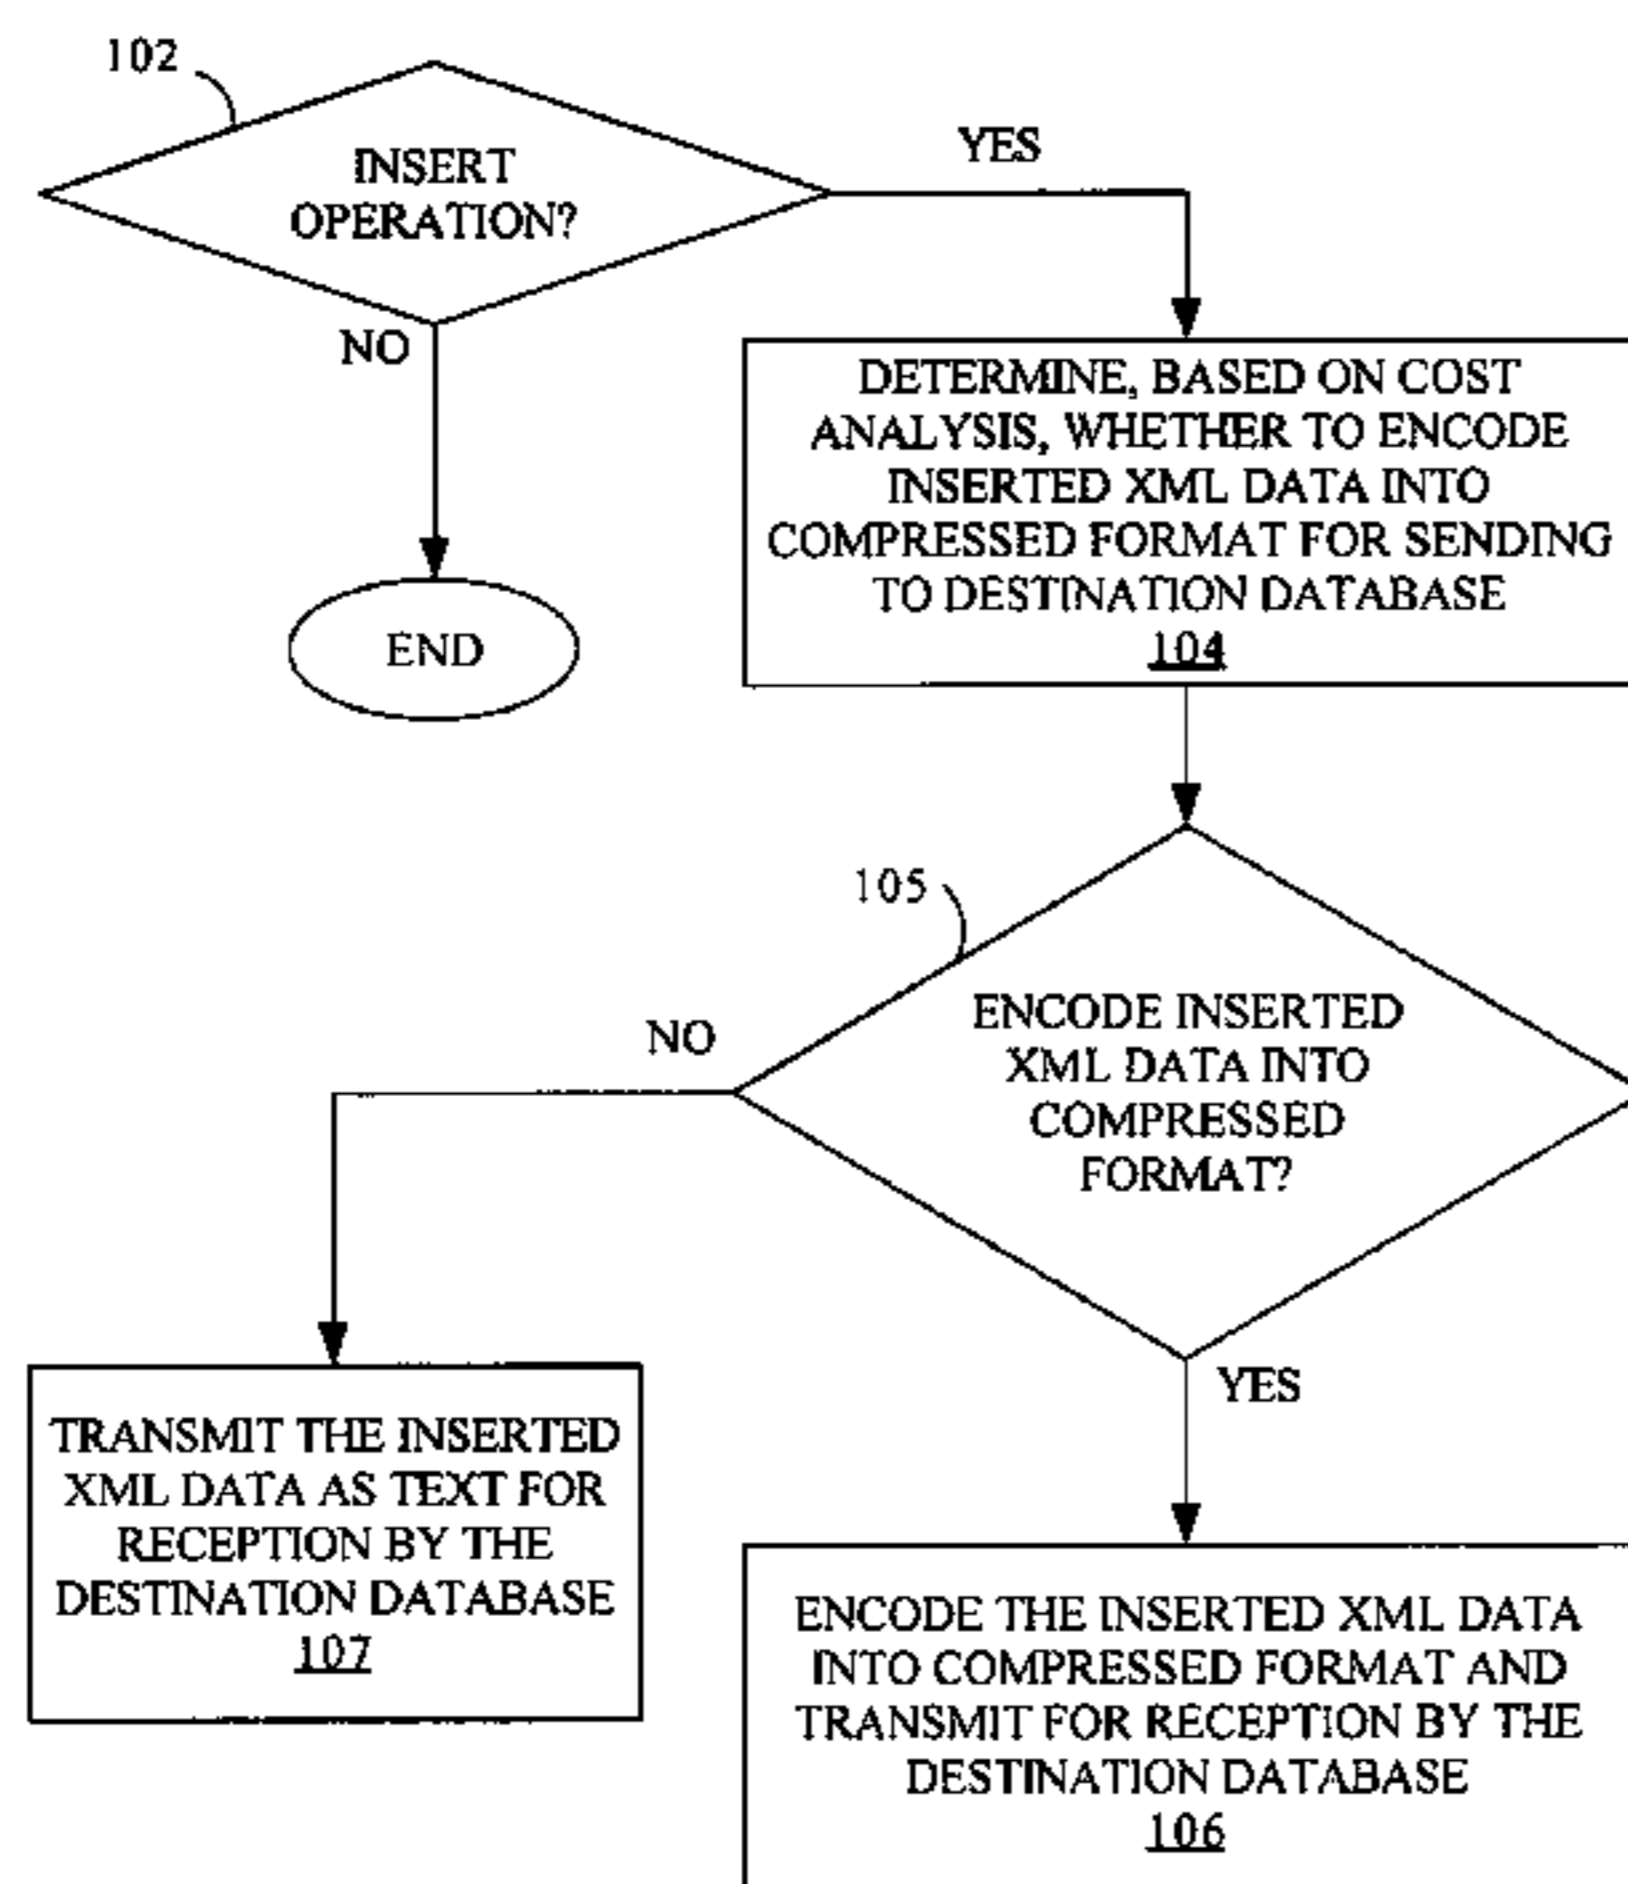 102
INSERT
OPERATION?
YES
NO
END
DETERMINE, BASED ON COST
ANALYSIS, WHETHER TO ENCODE
INSERTED XML DATA INTO
COMPRESSED FORMAT FOR SENDING
TO DESTINATION DATABASE
104
105
ENCODE INSERTED
XML DATA INTO
COMPRESSED
FORMAT?
NO
YES
TRANSMIT THE INSERTED
XML DATA AS TEXT FOR
RECEPTION BY THE
DESTINATION DATABASE
107
ENCODE THE INSERTED XML DATA
INTO COMPRESSED FORMAT AND
TRANSMIT FOR RECEPTION BY THE
DESTINATION DATABASE
106